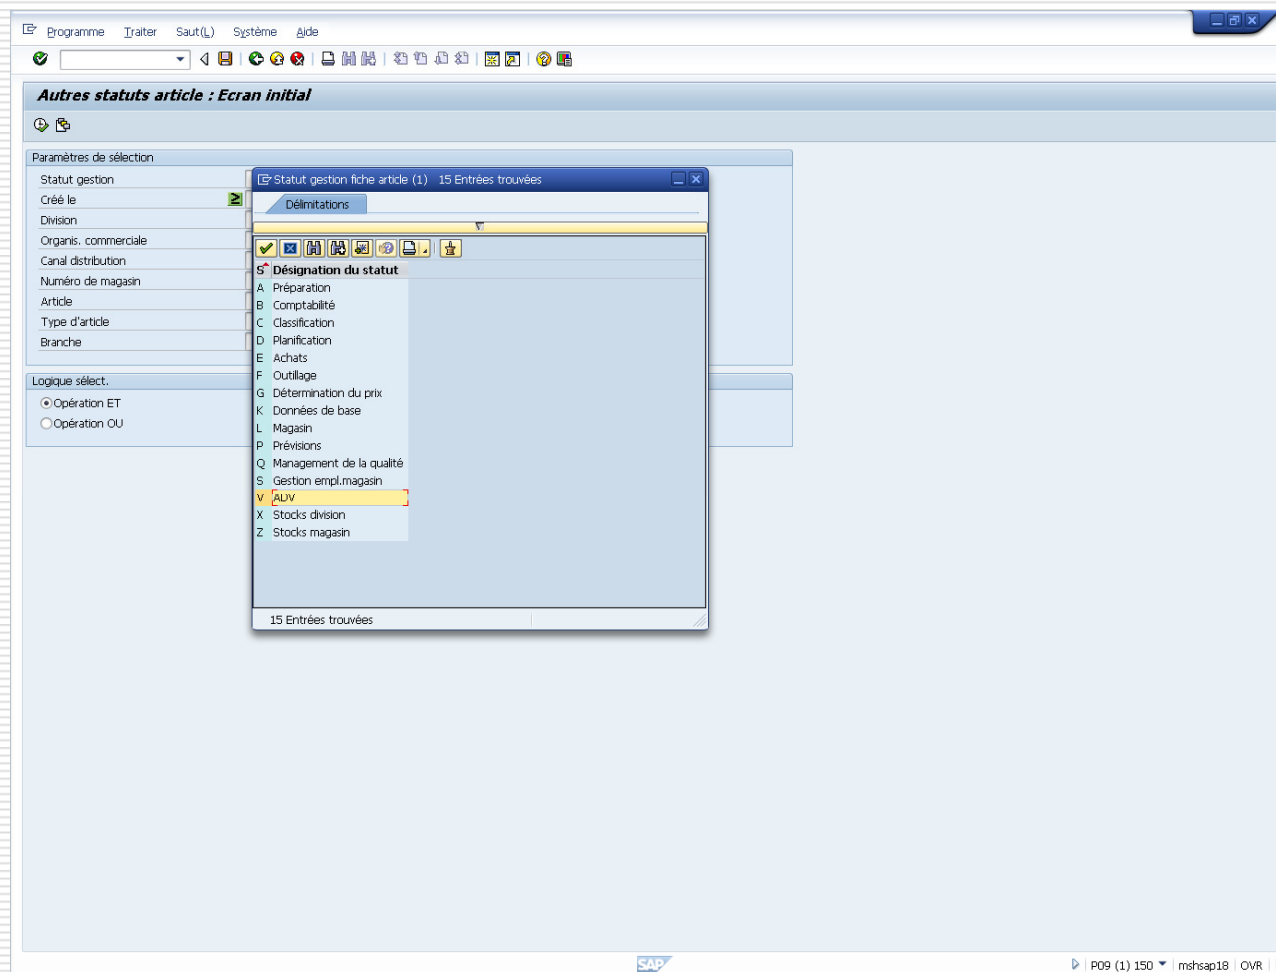 Programme Traiter Saut(L) Système Aide
Autres statuts article : Ecran initial
Paramètres de sélection
Statut gestion
Créé le
Division
Organis. commerciale
Canal distribution
Numéro de magasin
Article
Type d'article
Branche
Logique sélect.
Opération ET
Opération OU
Statut gestion fiche article (1) 15 Entrées trouvées
Délimitations
S Désignation du statut
A Préparation
B Comptabilité
C Classification
D Planification
E Achats
F Outillage
G Détermination du prix
K Données de base
L Magasin
P Prévisions
Q Management de la qualité
S Gestion empl.magasin
V ADV
X Stocks division
Z Stocks magasin
15 Entrées trouvées
SAP P09 (1) 150 mshsap18 OVR